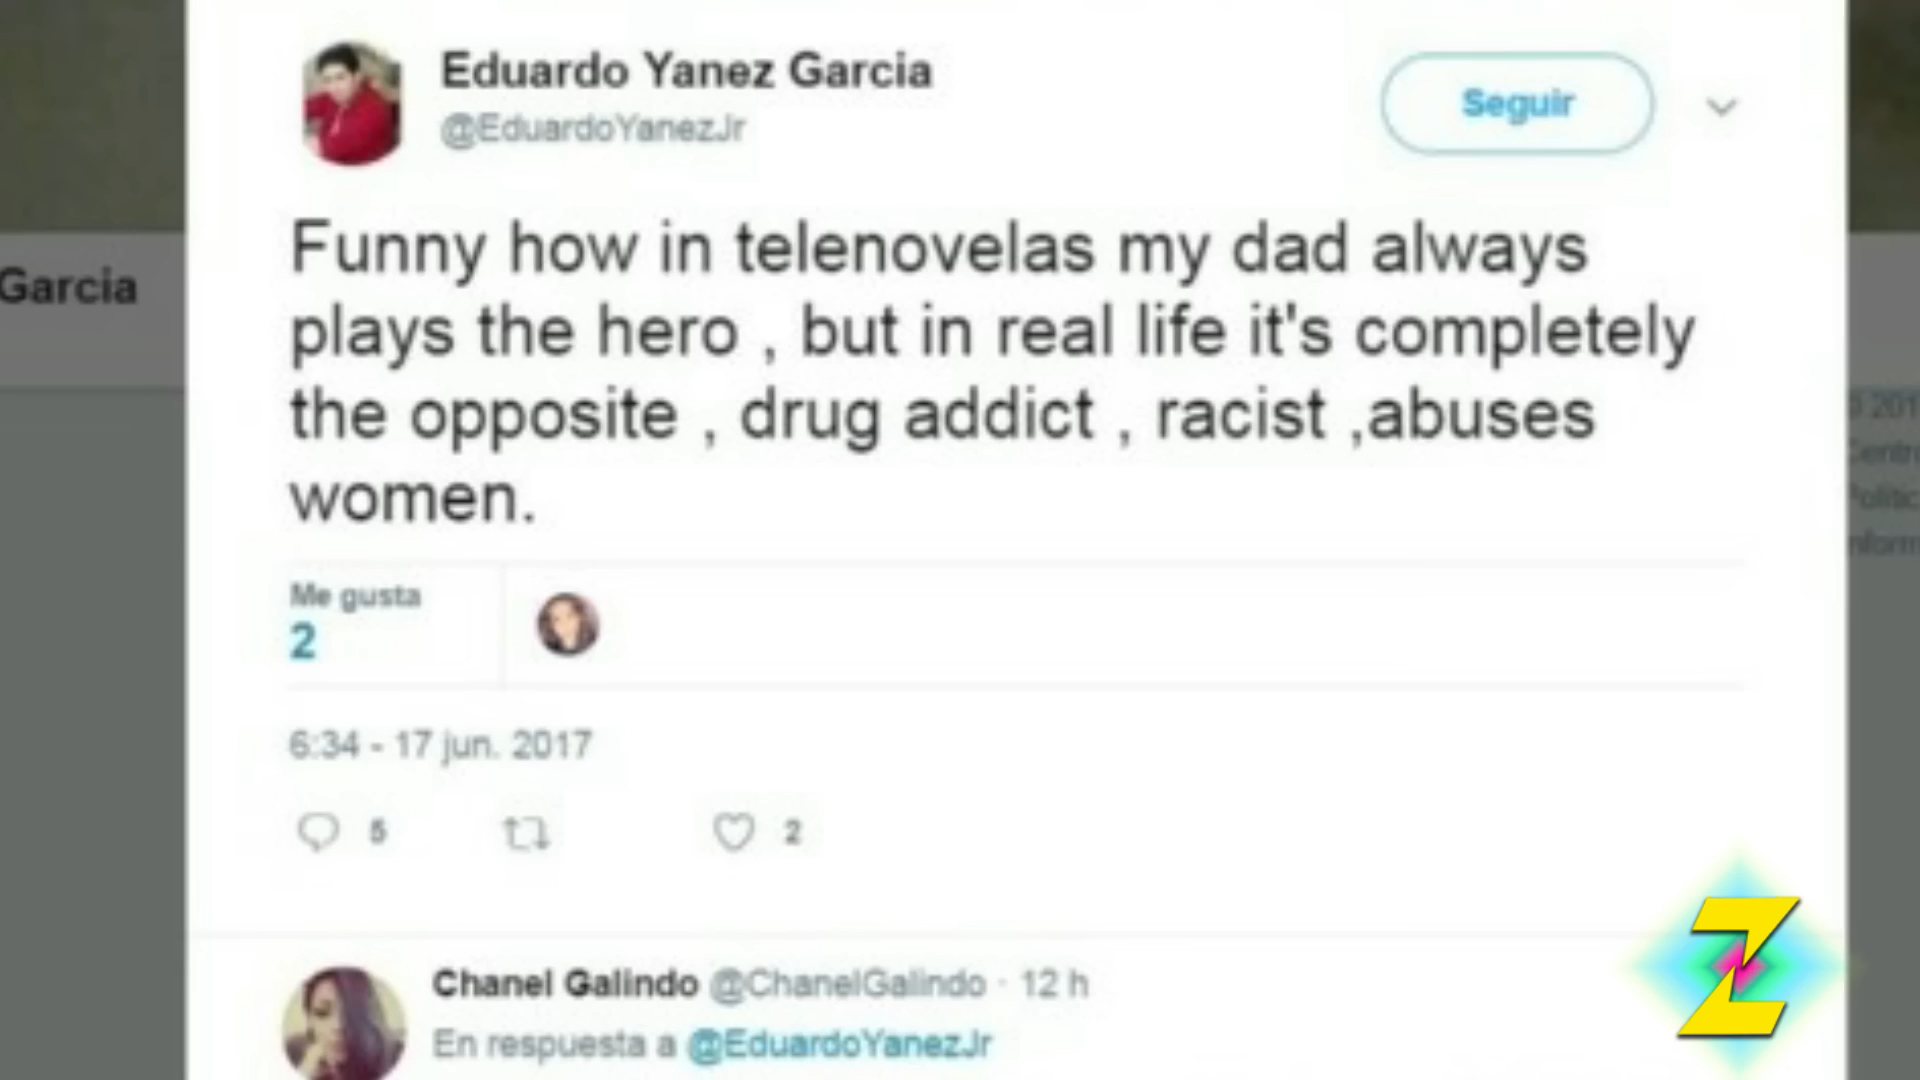 Eduardo Yanez Garcia
@EduardoYanezJr
Seguir
Garcia
Funny how in telenovelas my dad always
plays the hero , but in real life it's completely
the opposite , drug addict , racist ,abuses
women.
Me gusta
2
6:34 - 17 jun. 2017
5
2
Chanel Galindo @ChanelGalindo · 12 h
En respuesta a @EduardoYanezJr
Z